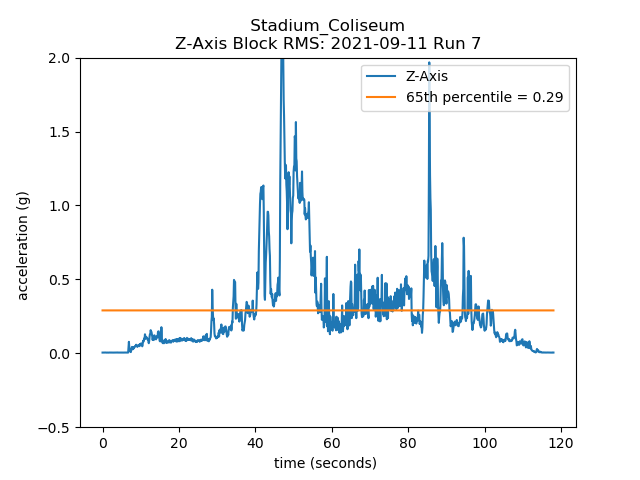 Stadium_Coliseum
Z-Axis Block RMS: 2021-09-11 Run 7
Z-Axis
65th percentile = 0.29
acceleration (g)
2.0
1.5
1.0
0.5
0.0
−0.5
0 20 40 60 80 100 120
time (seconds)